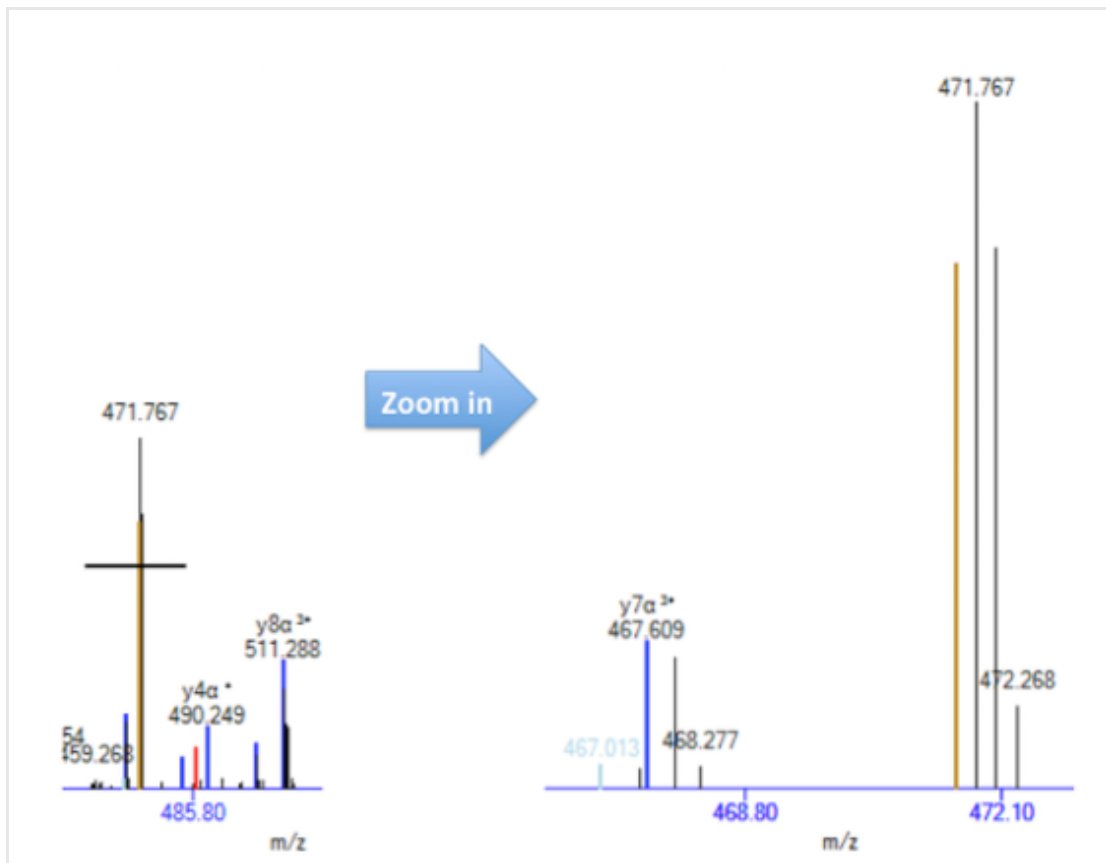 471.767
471.767
Zoom in
y8α ³⁺
511.288
y7α ³⁺
467.609
y4α ⁺
490.249
472.268
54
459.268
467.013
468.277
485.80
468.80
472.10
m/z
m/z